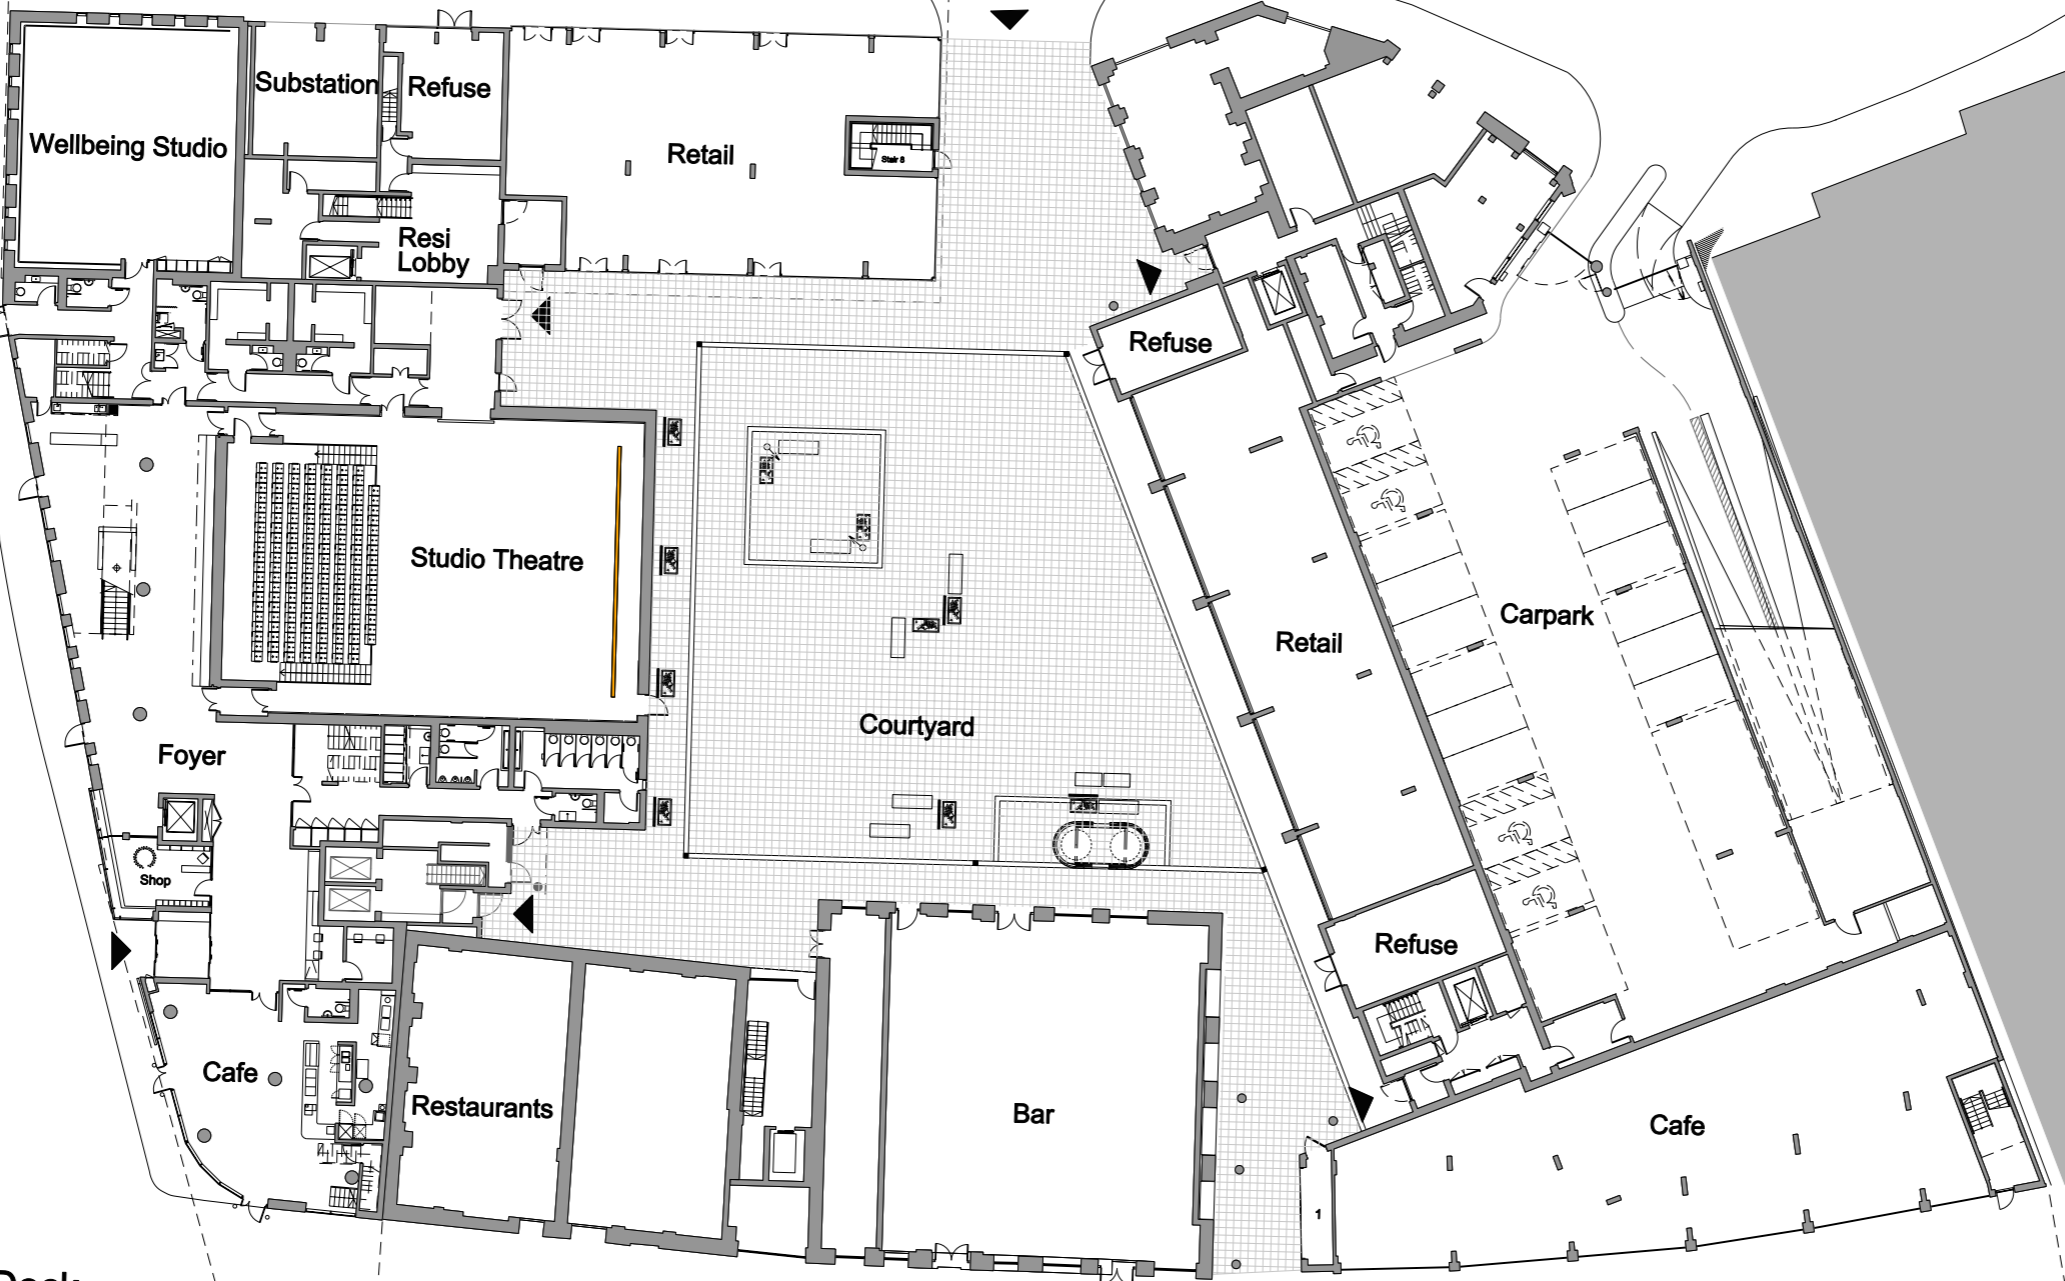 Substation
Refuse
Wellbeing Studio
Retail
Stair 8
Resi
Lobby
Refuse
Studio Theatre
Carpark
Retail
Courtyard
Foyer
Shop
Refuse
Cafe
Restaurants
Bar
Cafe
1